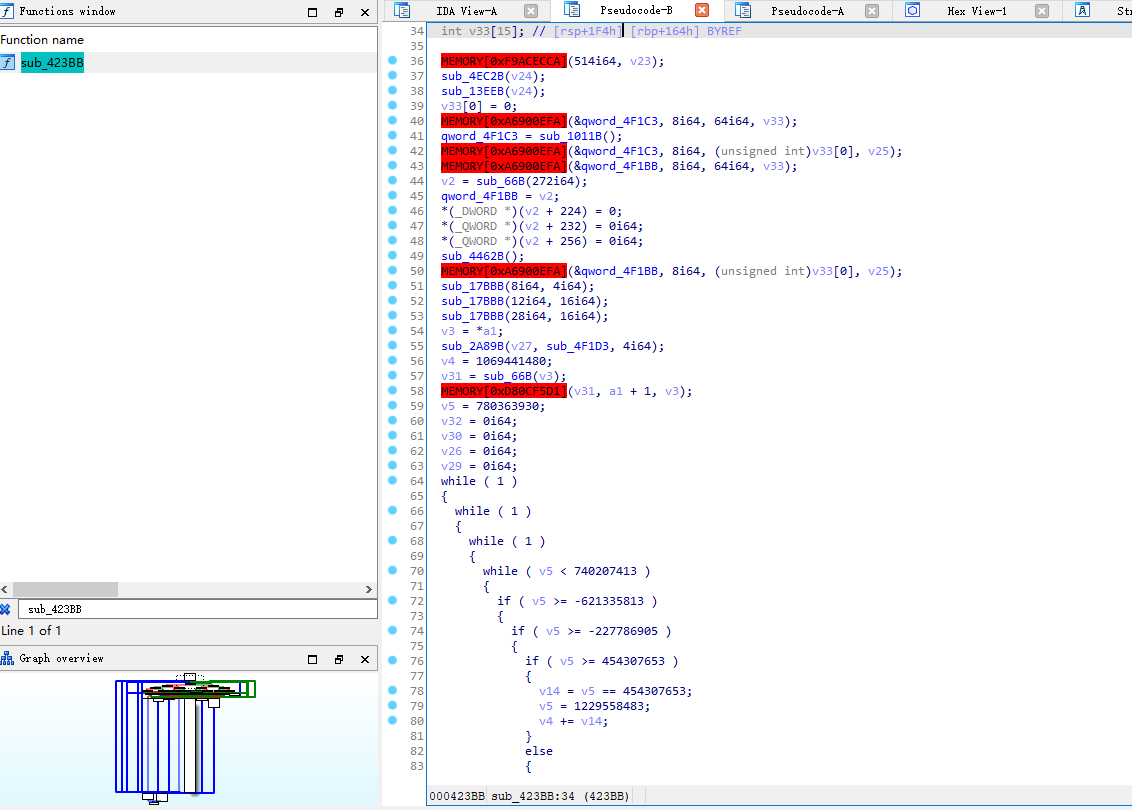 Functions window
Function name
sub_423BB
sub_423BB
Line 1 of 1
Graph overview
IDA View-A
Pseudocode-B
Pseudocode-A
Hex View-1
Str
34 int v33[15]; // [rsp+1F4h] [rbp+164h] BYREF
35
36 MEMORY[0xF9ACECCA](514i64, v23);
37 sub_4EC2B(v24);
38 sub_13EEB(v24);
39 v33[0] = 0;
40 MEMORY[0xA6900EFA](&qword_4F1C3, 8i64, 64i64, v33);
41 qword_4F1C3 = sub_1011B();
42 MEMORY[0xA6900EFA](&qword_4F1C3, 8i64, (unsigned int)v33[0], v25);
43 MEMORY[0xA6900EFA](&qword_4F1BB, 8i64, 64i64, v33);
44 v2 = sub_66B(272i64);
45 qword_4F1BB = v2;
46 *(_DWORD *)(v2 + 224) = 0;
47 *(_QWORD *)(v2 + 232) = 0i64;
48 *(_QWORD *)(v2 + 256) = 0i64;
49 sub_4462B();
50 MEMORY[0xA6900EFA](&qword_4F1BB, 8i64, (unsigned int)v33[0], v25);
51 sub_17BBB(8i64, 4i64);
52 sub_17BBB(12i64, 16i64);
53 sub_17BBB(28i64, 16i64);
54 v3 = *a1;
55 sub_2A89B(v27, sub_4F1D3, 4i64);
56 v4 = 1069441480;
57 v31 = sub_66B(v3);
58 MEMORY[0xD80CF5D1](v31, a1 + 1, v3);
59 v5 = 780363930;
60 v32 = 0i64;
61 v30 = 0i64;
62 v26 = 0i64;
63 v29 = 0i64;
64 while ( 1 )
65 {
66 while ( 1 )
67 {
68 while ( 1 )
69 {
70 while ( v5 < 740207413 )
71 {
72 if ( v5 >= -621335813 )
73 {
74 if ( v5 >= -227786905 )
75 {
76 if ( v5 >= 454307653 )
77 {
78 v14 = v5 == 454307653;
79 v5 = 1229558483;
80 v4 += v14;
81 }
82 else
83 {
000423BB sub_423BB:34 (423BB)